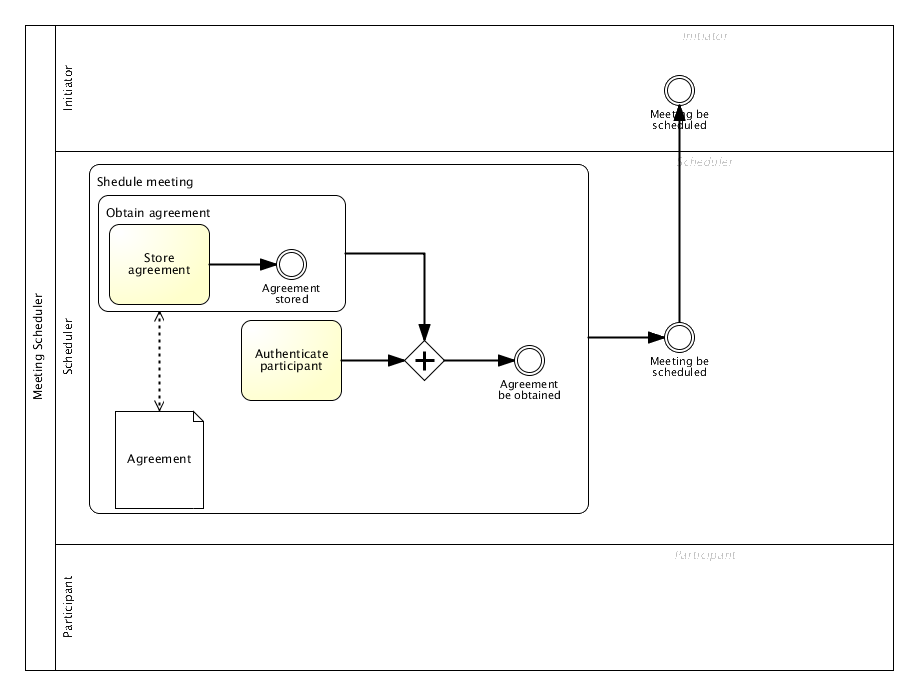 Meeting Scheduler
Initiator
Initiator
Meeting be
scheduled
Scheduler
Scheduler
Shedule meeting
Obtain agreement
Store
agreement
Agreement
stored
Authenticate
participant
Agreement
be obtained
Meeting be
scheduled
Agreement
Participant
Participant